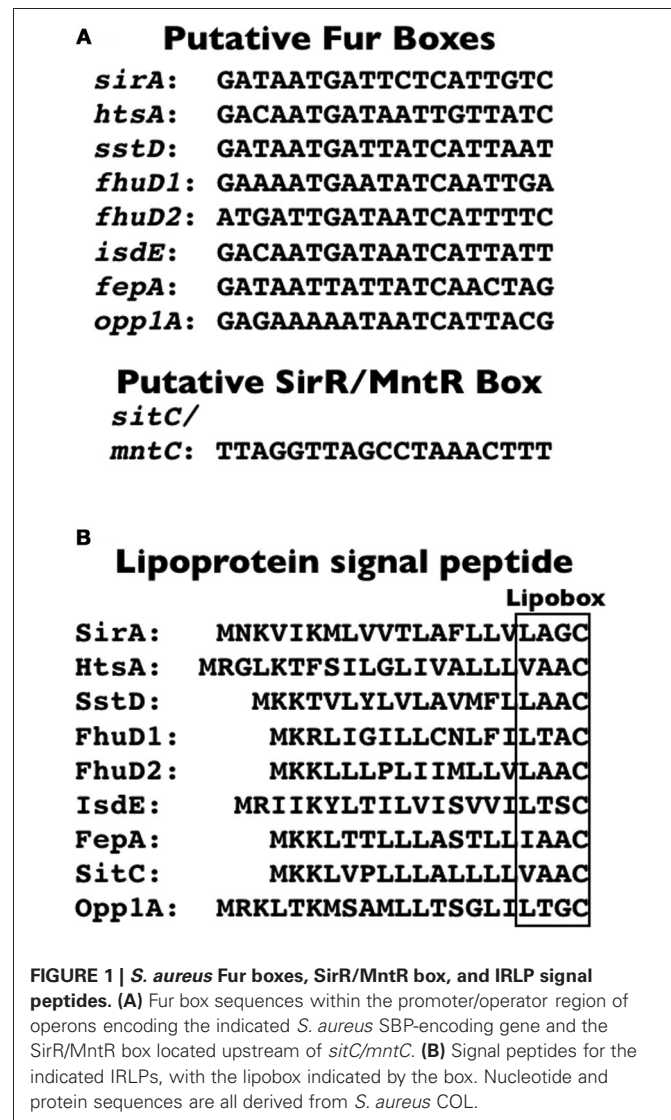 A
Putative Fur Boxes
sirA: GATAATGATTCTCATTGTC
htsA: GACAATGATAATTGTTATC
sstD: GATAATGATTATCATTAAT
fhuD1: GAAAATGAATATCAATTGA
fhuD2: ATGATTGATAATCATTTTC
isdE: GACAATGATAATCATTATT
fepA: GATAATTATTATCAACTAG
opp1A: GAGAAAAATAATCATTACG
Putative SirR/MntR Box
sitC/
mntC: TTAGGTTAGCCTAAACTTT
B
Lipoprotein signal peptide
Lipobox
SirA: MNKVIKMLVVTLAFLLVLAGC
HtsA: MRGLKTFSILGLIVALLLVAAC
SstD: MKKTVLYLVLAVMFLLAAC
FhuD1: MKRLIGILLCNLFILTAC
FhuD2: MKKLLLPLIIMLLVLAAC
IsdE: MRIIKYLTILVISVVILTSC
FepA: MKKLTTLLLASTLLIAAC
SitC: MKKLVPLLLALLLLVAAC
Opp1A: MRKLTKMSAMLLTSGLILTGC
FIGURE 1 | S. aureus Fur boxes, SirR/MntR box, and IRLP signal
peptides. (A) Fur box sequences within the promoter/operator region of
operons encoding the indicated S. aureus SBP-encoding gene and the
SirR/MntR box located upstream of sitC/mntC. (B) Signal peptides for the
indicated IRLPs, with the lipobox indicated by the box. Nucleotide and
protein sequences are all derived from S. aureus COL.